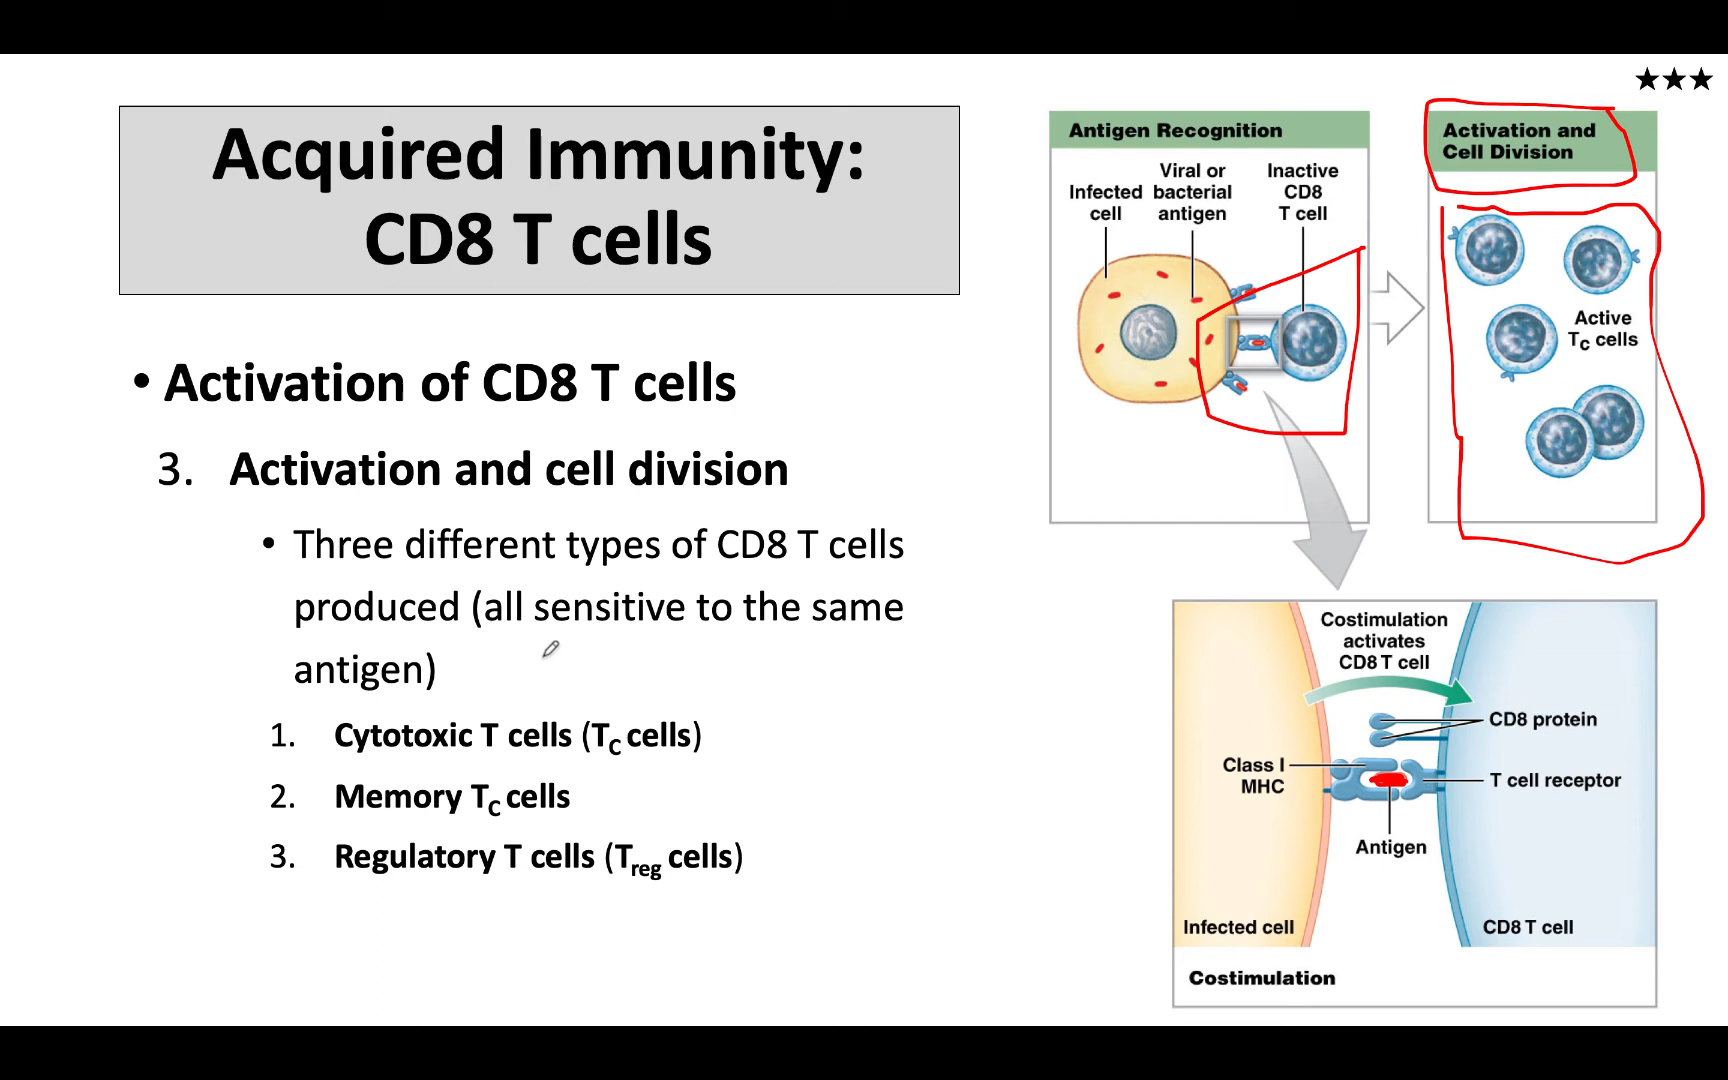 ★★★
Acquired Immunity:
CD8 T cells
• Activation of CD8 T cells
3. Activation and cell division
• Three different types of CD8 T cells
produced (all sensitive to the same
antigen)
1. Cytotoxic T cells (TC cells)
2. Memory TC cells
3. Regulatory T cells (Treg cells)
Antigen Recognition
Infected
cell
Viral or
bacterial
antigen
Inactive
CD8
T cell
Activation and
Cell Division
Active
TC cells
Costimulation
activates
CD8 T cell
CD8 protein
Class I
MHC
T cell receptor
Antigen
Infected cell
CD8 T cell
Costimulation